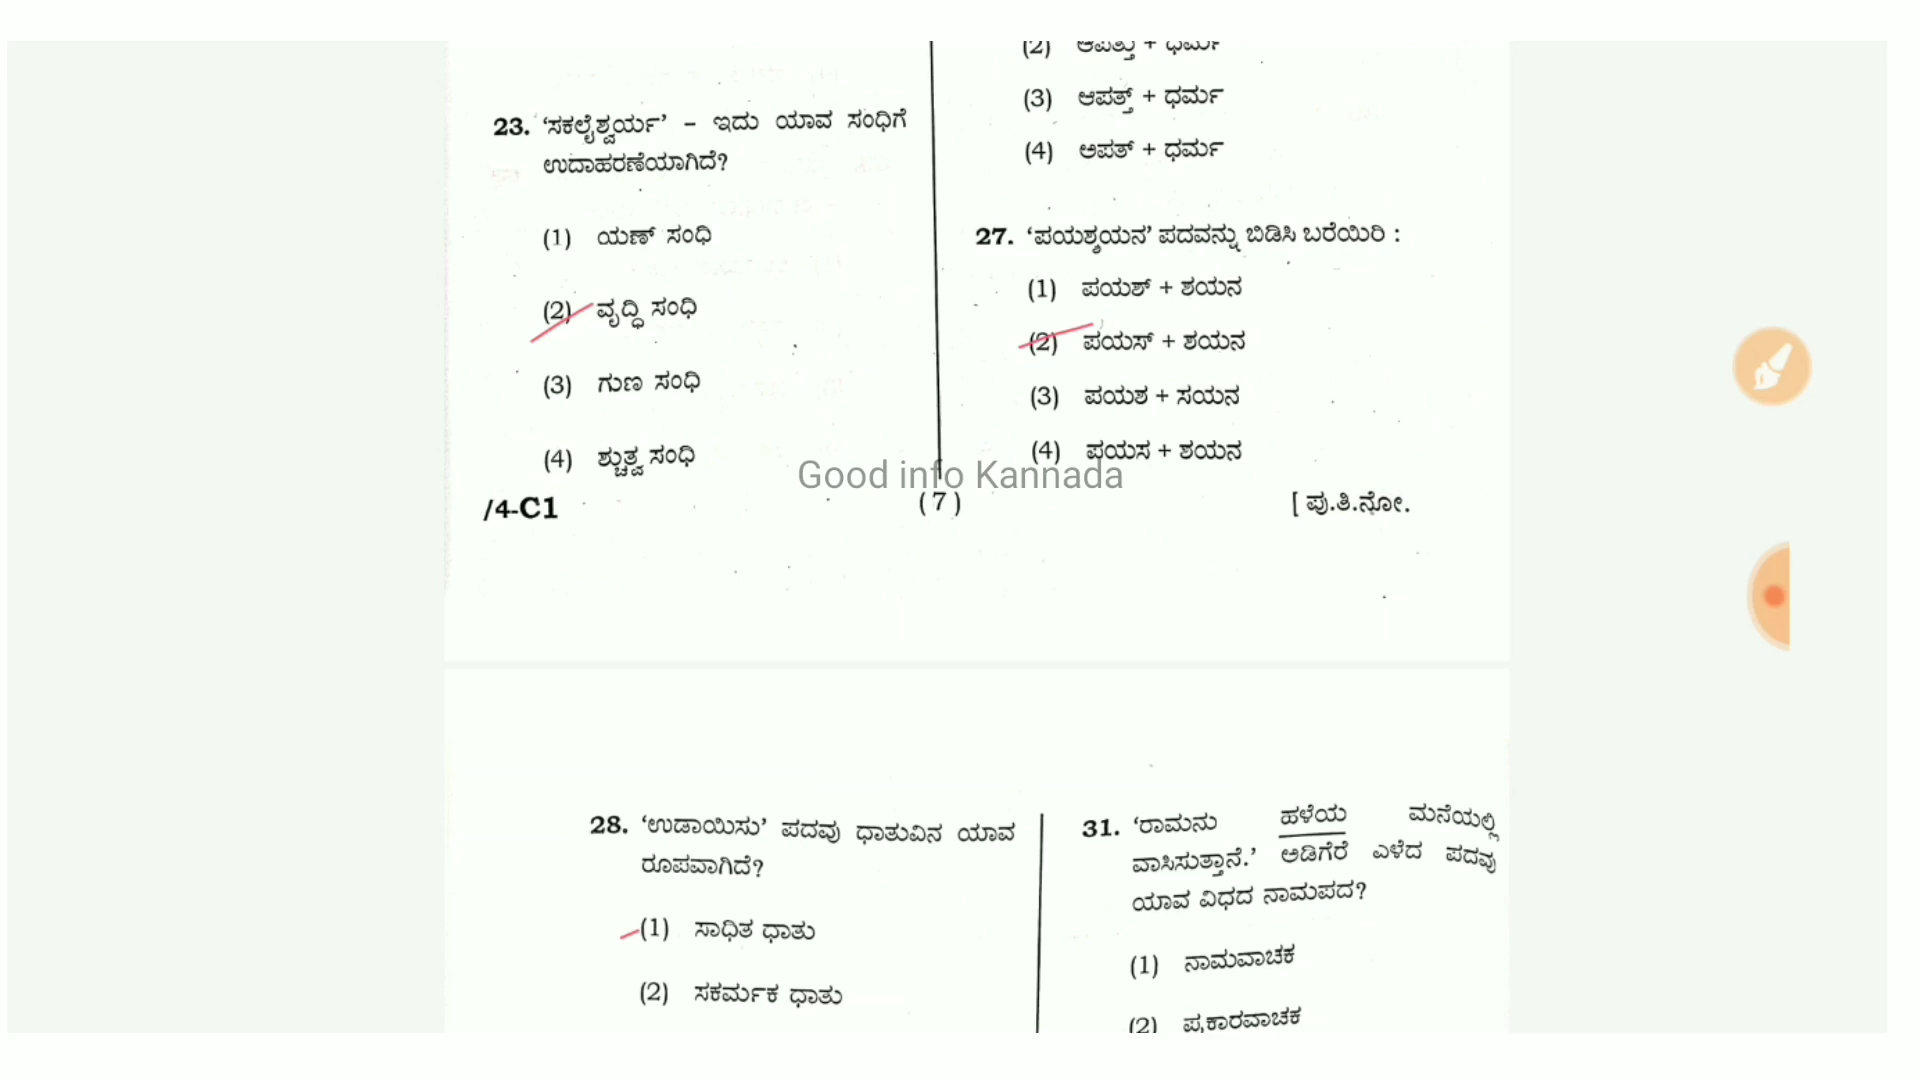 23. ‘ಸಕಲೈಶ್ವರ್ಯ’ – ಇದು ಯಾವ ಸಂಧಿಗೆ
ಉದಾಹರಣೆಯಾಗಿದೆ?
(1) ಯಣ್ ಸಂಧಿ
(2) ವೃದ್ಧಿ ಸಂಧಿ
(3) ಗುಣ ಸಂಧಿ
(4) ಶ್ಚುತ್ವ ಸಂಧಿ
(2) ಆಪತ್ತು + ಧರ್ಮ
(3) ಆಪತ್ತ್ + ಧರ್ಮ
(4) ಅಪತ್ + ಧರ್ಮ
27. ‘ಪಯಶ್ಶಯನ’ ಪದವನ್ನು ಬಿಡಿಸಿ ಬರೆಯಿರಿ :
(1) ಪಯಶ್ + ಶಯನ
(2) ಪಯಸ್ + ಶಯನ
(3) ಪಯಶ + ಸಯನ
(4) ಪಯಸ + ಶಯನ
Good info Kannada
/4-C1
( 7 )
[ ಪು.ತಿ.ನೋ.
28. ‘ಉಡಾಯಿಸು’ ಪದವು ಧಾತುವಿನ ಯಾವ
ರೂಪವಾಗಿದೆ?
(1) ಸಾಧಿತ ಧಾತು
(2) ಸಕರ್ಮಕ ಧಾತು
31. ‘ರಾಮನು ಹಳೆಯ ಮನೆಯಲ್ಲಿ
ವಾಸಿಸುತ್ತಾನೆ.’ ಅಡಿಗೆರೆ ಎಳೆದ ಪದವು
ಯಾವ ವಿಧದ ನಾಮಪದ?
(1) ನಾಮವಾಚಕ
(2) ಪ್ರಕಾರವಾಚಕ